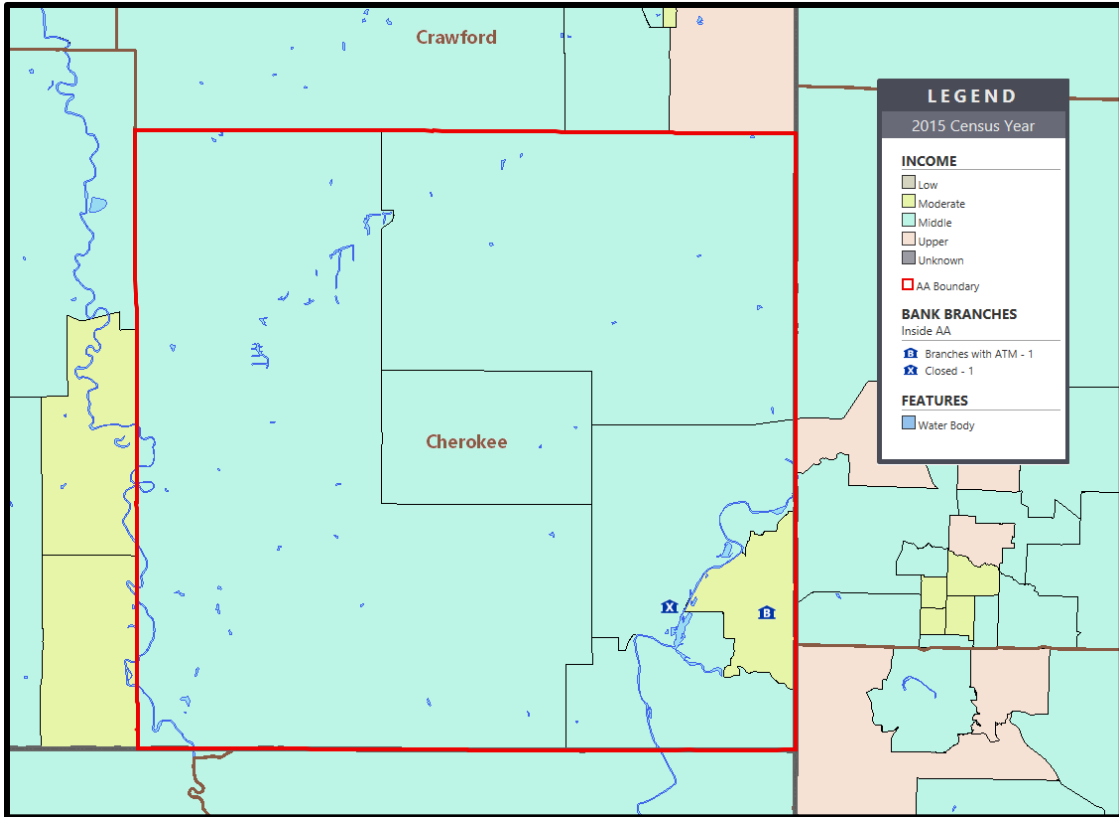 Crawford
LEGEND
2015 Census Year
INCOME
Low
Moderate
Middle
Upper
Unknown
AA Boundary
BANK BRANCHES
Inside AA
B Branches with ATM - 1
X Closed - 1
FEATURES
Water Body
Cherokee
X
B